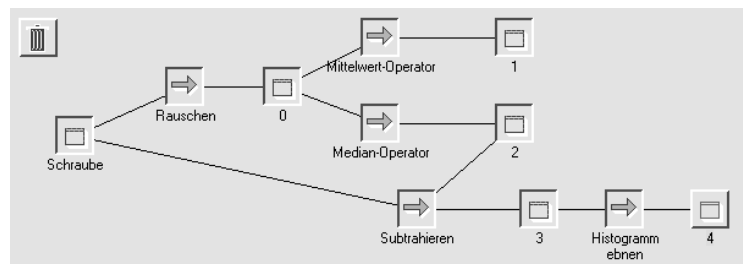 Mittelwert-Operator
1
Rauschen
0
Schraube
Median-Operator
2
Subtrahieren
3
Histogramm
ebnen
4